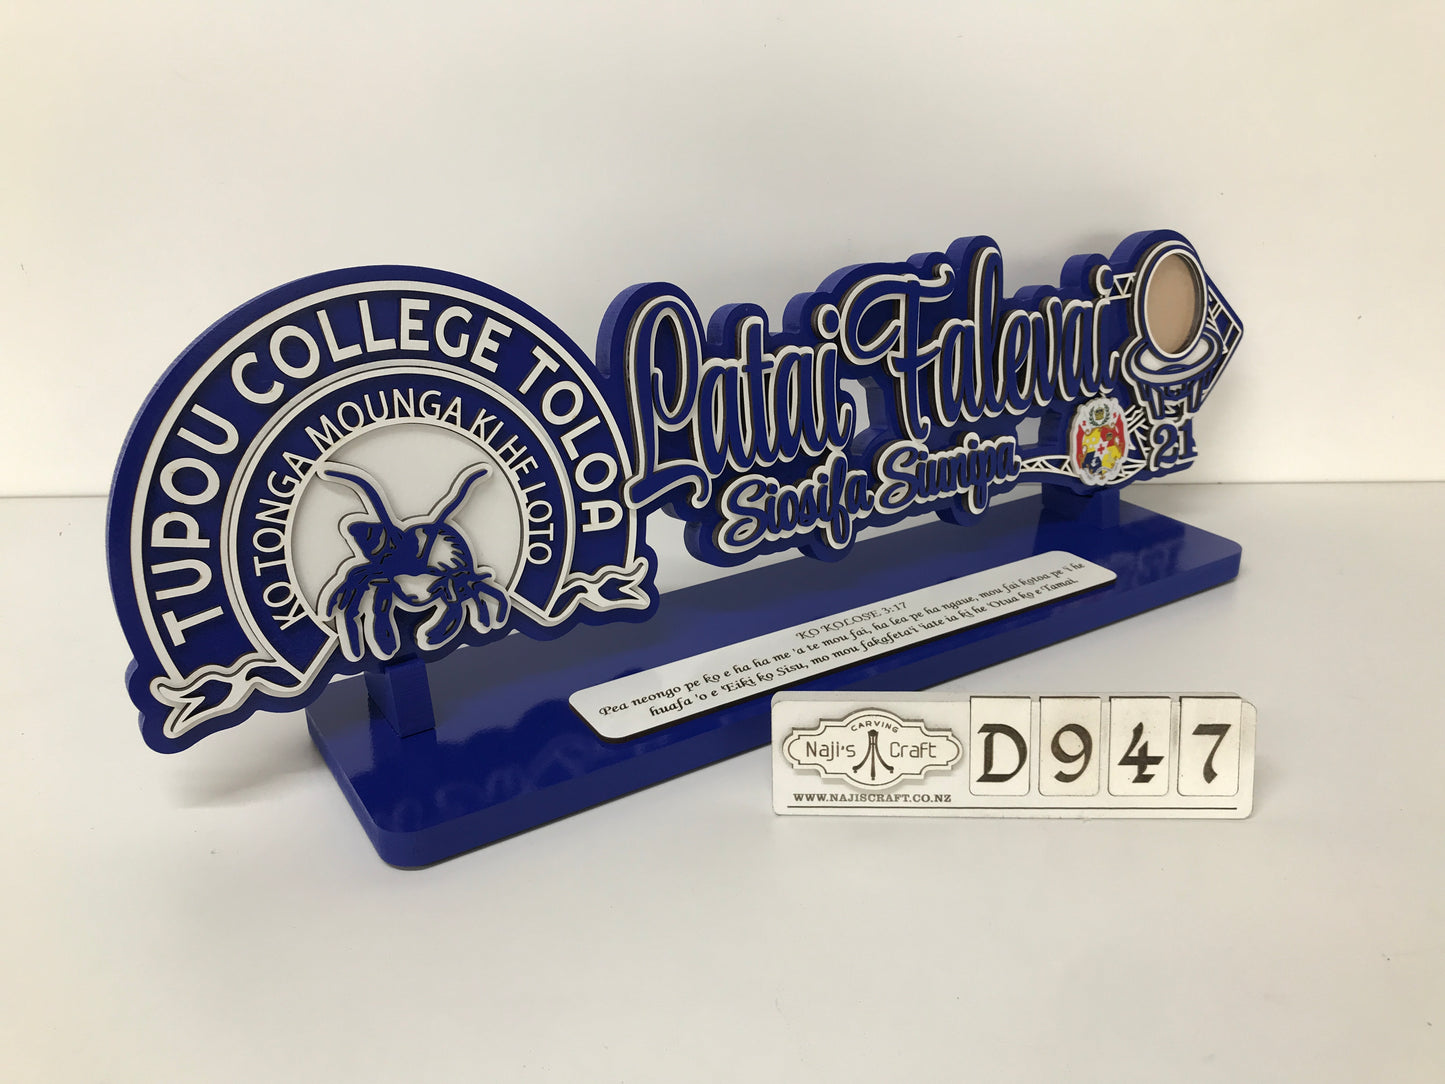 TUPOU COLLEGE TOLOA
KO TONGA MOUNGA KI HE LOTO
Latai Falevai
Siosifa Siunipa
21
KO KOLOSE 3:17
Pea neongo pe ko e ha ha me 'a te mou fai, ha lea pe ha ngaue, mou fai kotoa pe 'i he
huafa 'o e 'Eiki ko Sisu, mo mou fakafeta'i 'iate ia ki he 'Otua ko e Tamai.
CARVING
Naji's Craft
WWW.NAJISCRAFT.CO.NZ
D947